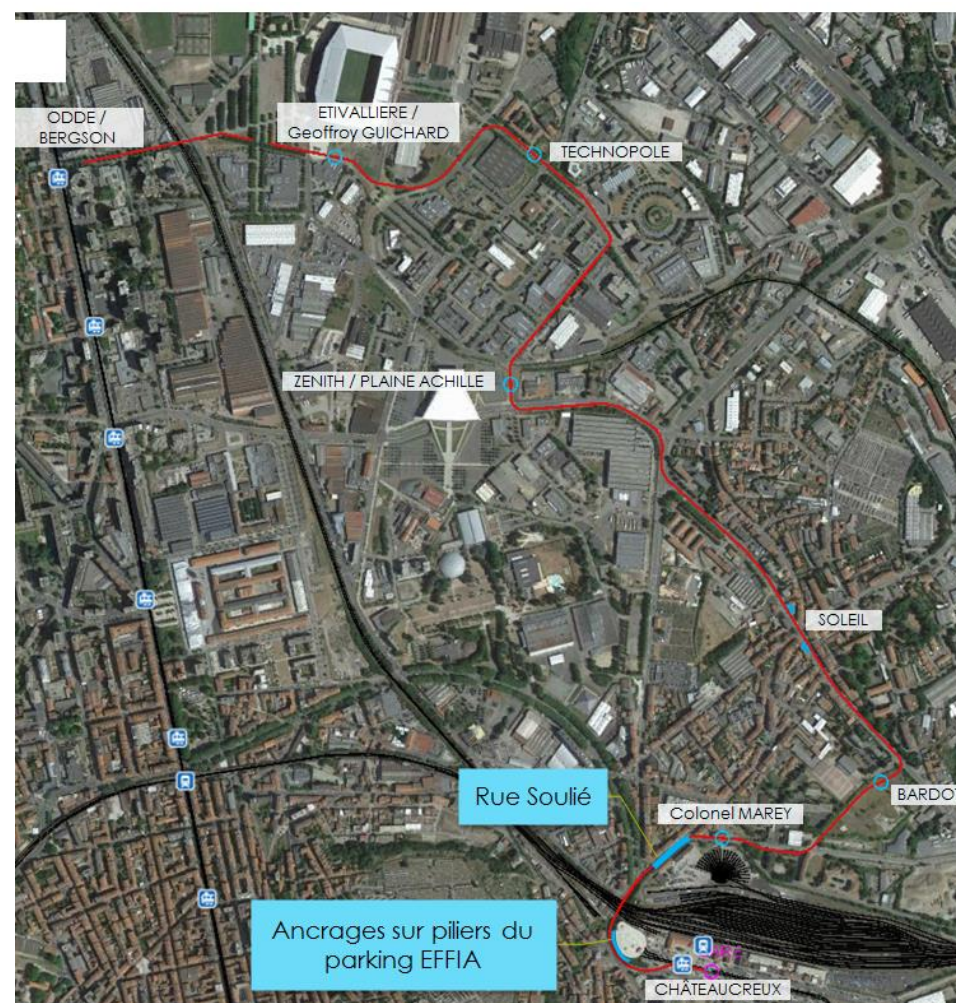 ODDE /
BERGSON
ETIVALLIERE /
Geoffroy GUICHARD
TECHNOPOLE
ZENITH / PLAINE ACHILLE
SOLEIL
BARDOT
Rue Soulié
Colonel MAREY
Ancrages sur piliers du
parking EFFIA
CHÂTEAUCREUX